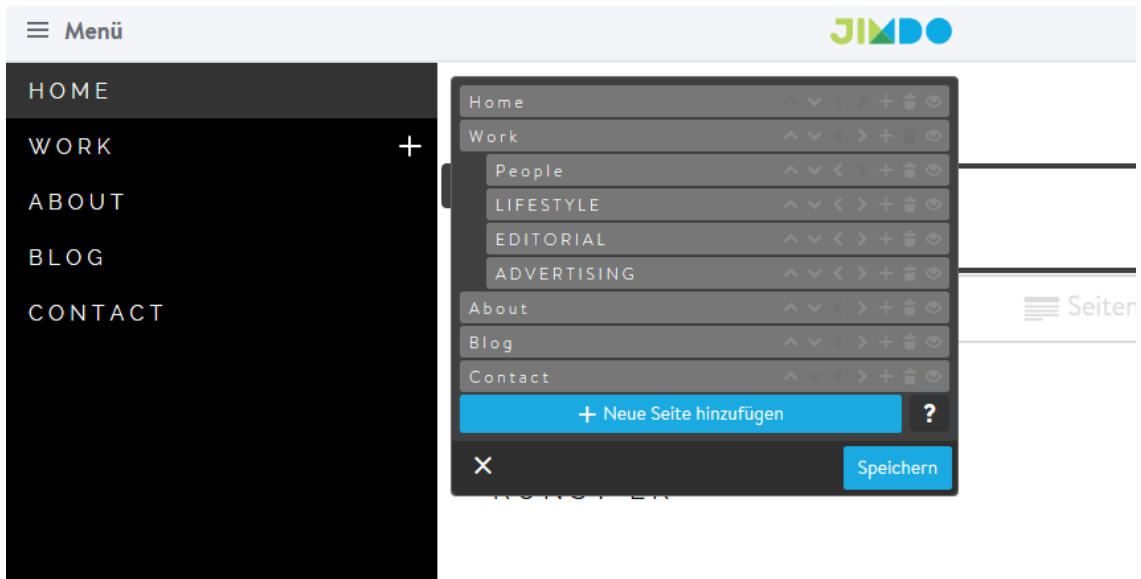 Menü
JIMDO
HOME
WORK
ABOUT
BLOG
CONTACT
Home
Work
People
LIFESTYLE
EDITORIAL
ADVERTISING
About
Blog
Contact
+ Neue Seite hinzufügen
?
Speichern